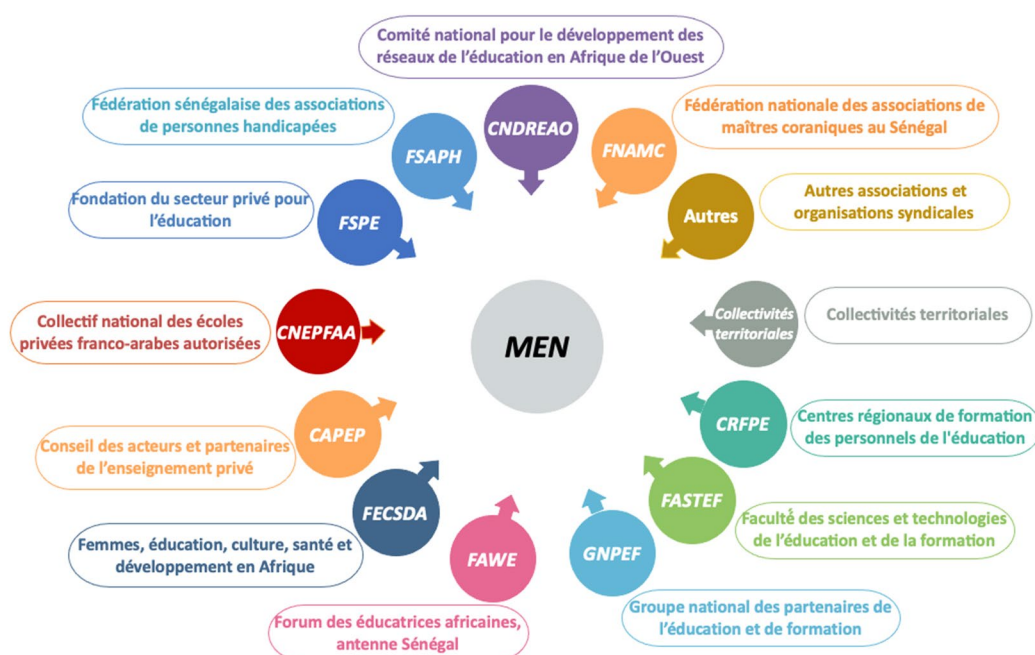 Comité national pour le développement des
réseaux de l'éducation en Afrique de l'Ouest
CNDREAO
Fédération sénégalaise des associations
de personnes handicapées
FSAPH
Fédération nationale des associations de
maîtres coraniques au Sénégal
FNAMC
Fondation du secteur privé pour
l'éducation
FSPE
Autres associations et
organisations syndicales
Autres
Collectif national des écoles
privées franco-arabes autorisées
CNEPFAA
MEN
Collectivités
territoriales
Collectivités territoriales
Conseil des acteurs et partenaires
de l'enseignement privé
CAPEP
CRFPE
Centres régionaux de formation
des personnels de l'éducation
Femmes, éducation, culture, santé et
développement en Afrique
FECSDA
FASTEF
Faculté des sciences et technologies
de l'éducation et de la formation
FAWE
Forum des éducatrices africaines,
antenne Sénégal
GNPEF
Groupe national des partenaires de
l'éducation et de formation